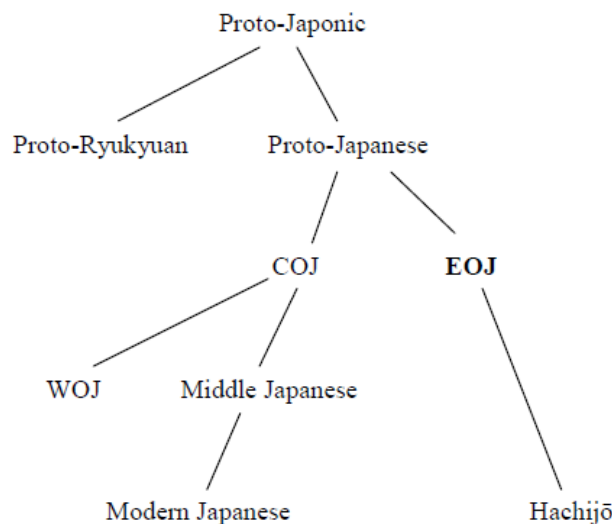 Proto-Japonic
Proto-Ryukyuan Proto-Japanese
COJ EOJ
WOJ Middle Japanese
Modern Japanese Hachijō